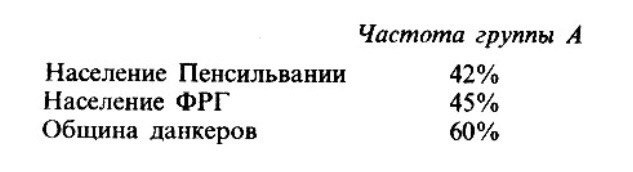 Частота группы А
Население Пенсильвании 42%
Население ФРГ 45%
Община данкеров 60%